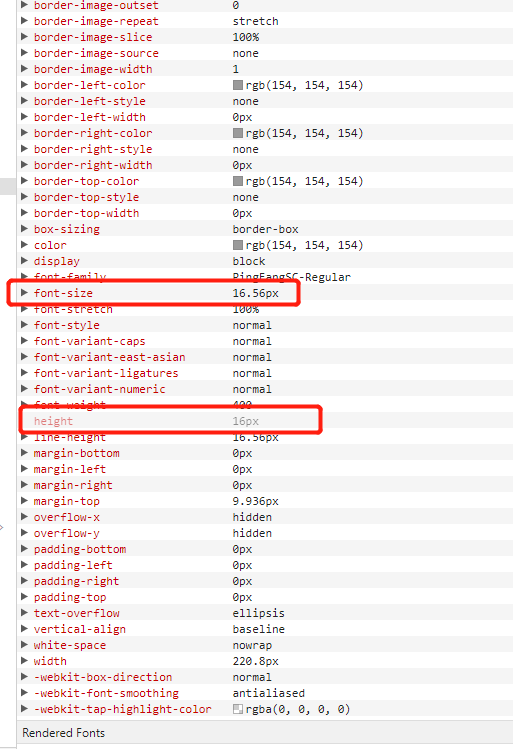 border-image-outset 0
border-image-repeat stretch
border-image-slice 100%
border-image-source none
border-image-width 1
border-left-color rgb(154, 154, 154)
border-left-style none
border-left-width 0px
border-right-color rgb(154, 154, 154)
border-right-style none
border-right-width 0px
border-top-color rgb(154, 154, 154)
border-top-style none
border-top-width 0px
box-sizing border-box
color rgb(154, 154, 154)
display block
font-family PingFangSC-Regular
font-size 16.56px
font-stretch 100%
font-style normal
font-variant-caps normal
font-variant-east-asian normal
font-variant-ligatures normal
font-variant-numeric normal
font-weight 400
height 16px
line-height 16.56px
margin-bottom 0px
margin-left 0px
margin-right 0px
margin-top 9.936px
overflow-x hidden
overflow-y hidden
padding-bottom 0px
padding-left 0px
padding-right 0px
padding-top 0px
text-overflow ellipsis
vertical-align baseline
white-space nowrap
width 220.8px
-webkit-box-direction normal
-webkit-font-smoothing antialiased
-webkit-tap-highlight-color rgba(0, 0, 0, 0)
Rendered Fonts